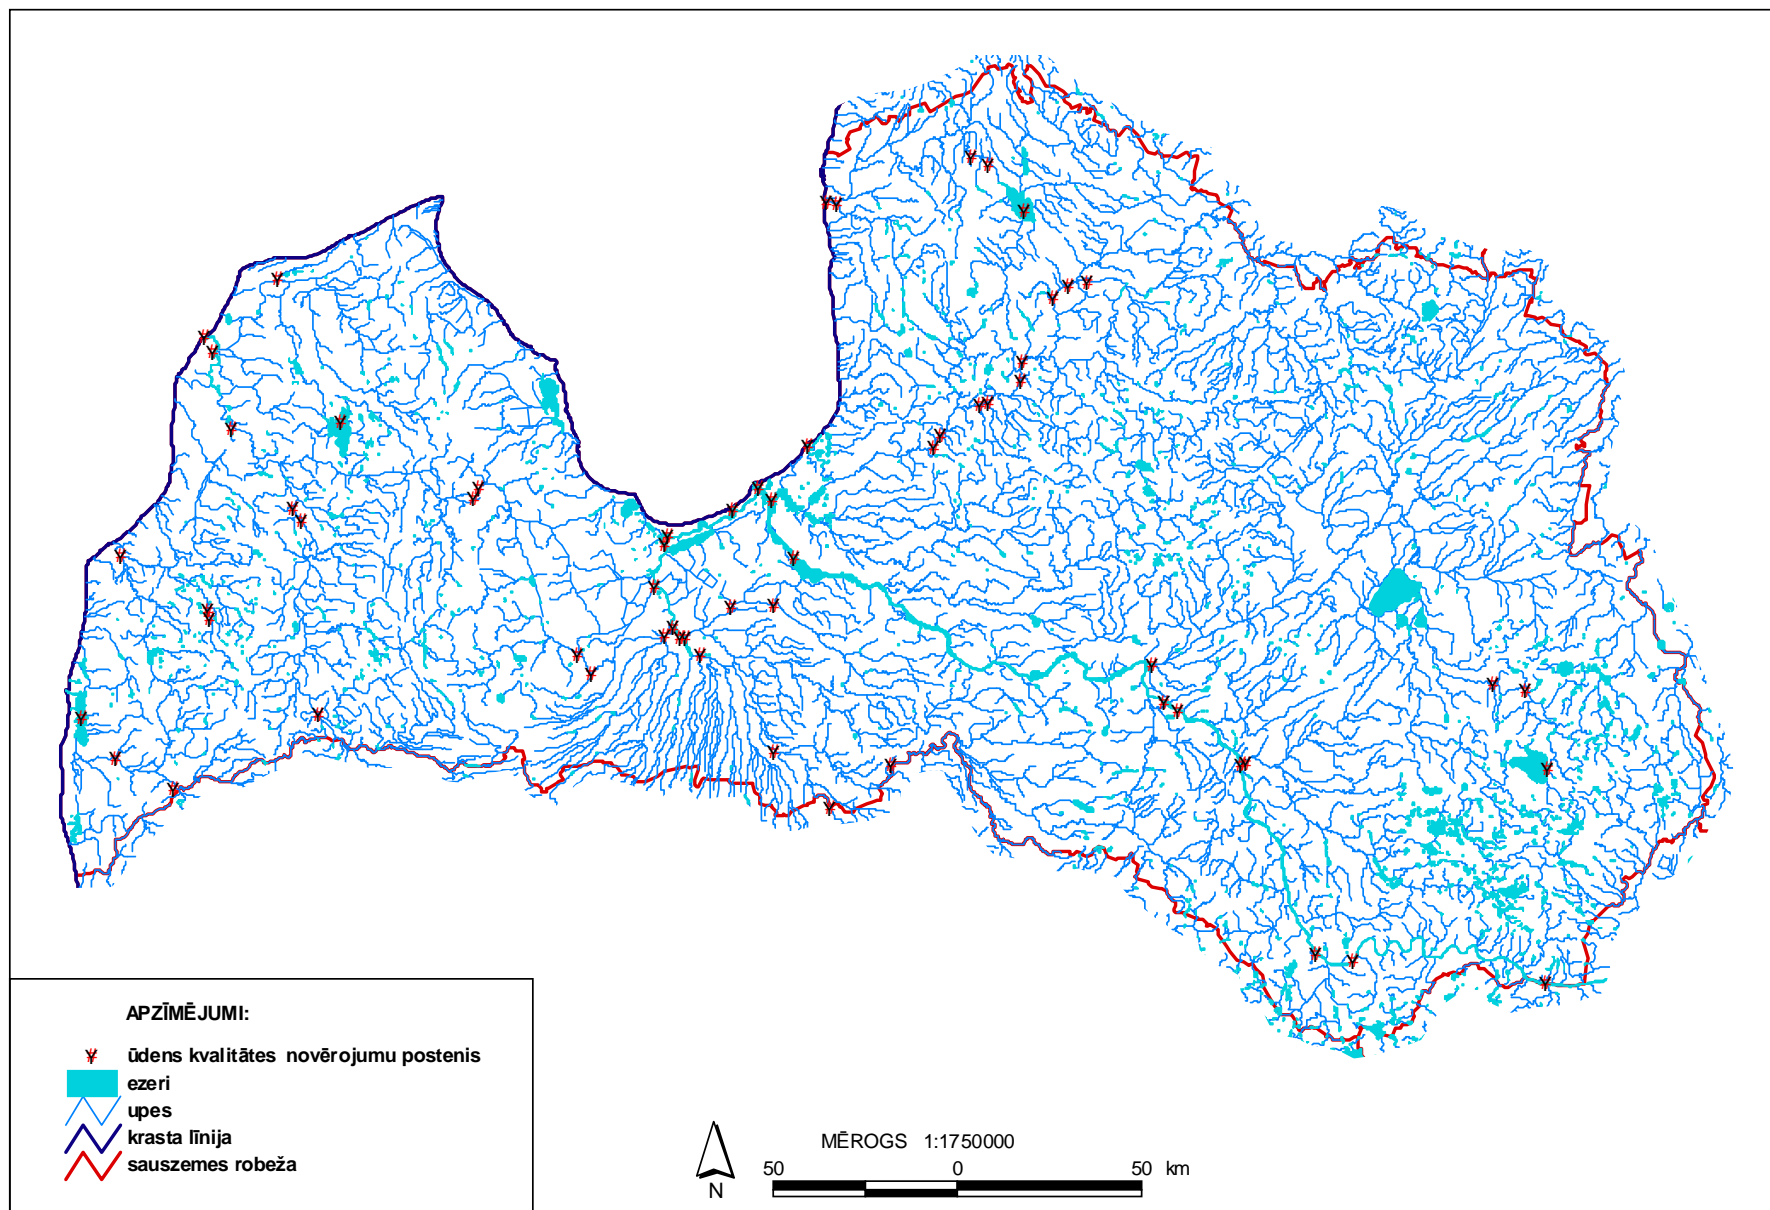 APZĪMĒJUMI:
ūdens kvalitātes novērojumu postenis
ezeri
upes
krasta līnija
sauszemes robeža
N
MĒROGS 1:1750000
50 0 50 km